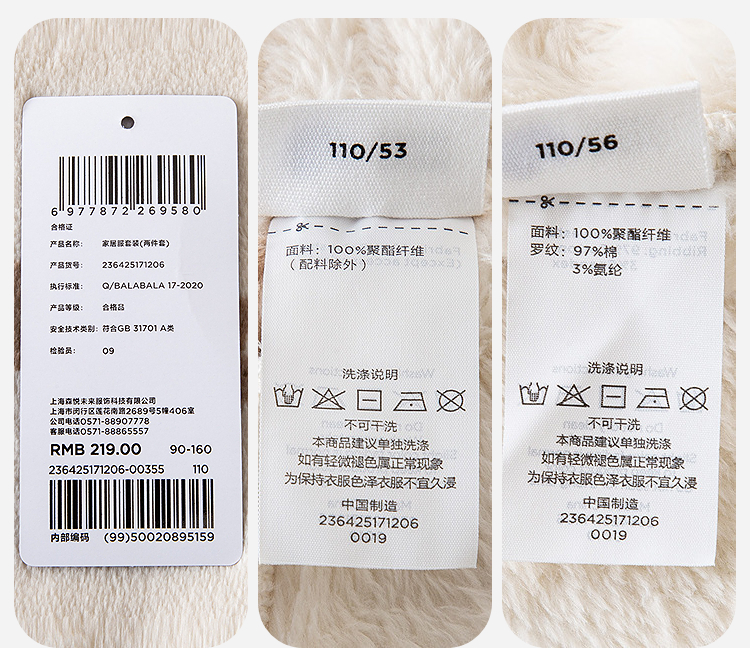 6 977872 269580
合格证
产品名称: 家居服套装(两件套)
产品货号: 236425171206
执行标准: Q/BALABALA 17-2020
产品等级: 合格品
安全技术类别: 符合GB 31701 A类
检验员: 09
上海森悦未来服饰科技有限公司
上海市闵行区莲花南路2689号5幢406室
公司电话0571-88907778
客服电话0571-88865557
RMB 219.00 90-160
236425171206-00355 110
内部编码 (99)50020895159
110/53
面料: 100%聚酯纤维
(配料除外)
洗涤说明
不可干洗
本商品建议单独洗涤
如有轻微褪色属正常现象
为保持衣服色泽衣服不宜久浸
中国制造
236425171206
0019
110/56
面料: 100%聚酯纤维
罗纹: 97%棉
3%氨纶
洗涤说明
不可干洗
本商品建议单独洗涤
如有轻微褪色属正常现象
为保持衣服色泽衣服不宜久浸
中国制造
236425171206
0019